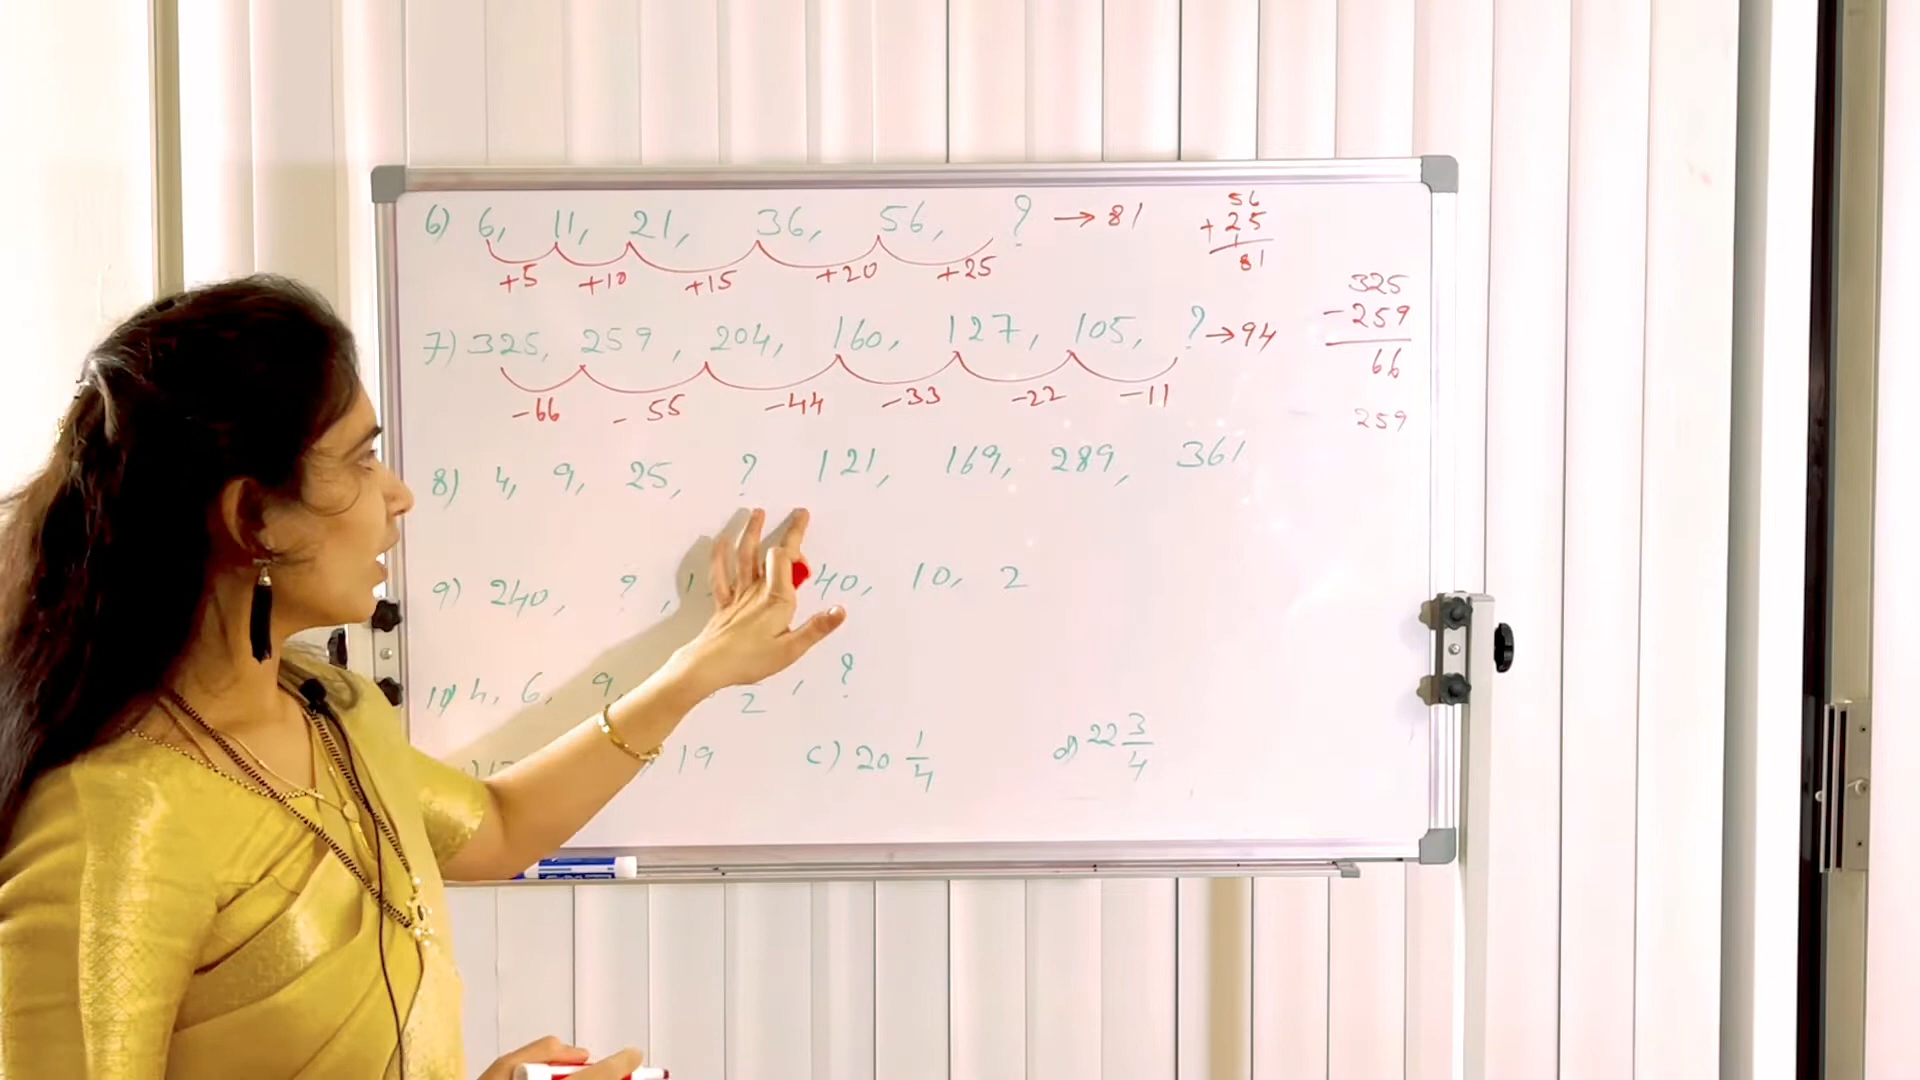 6) 6, 11, 21, 36, 56, ? → 81
+5 +10 +15 +20 +25
56
+ 25
1
81
7) 325, 259, 204, 160, 127, 105, ? → 94
-66 -55 -44 -33 -22 -11
325
- 259
66
259
8) 4, 9, 25, ? 121, 169, 289, 361
9) 240, ?, 40, 10, 2
10) 4, 6, 9, 2, ?
19 c) 20 1/4 d) 22 3/4